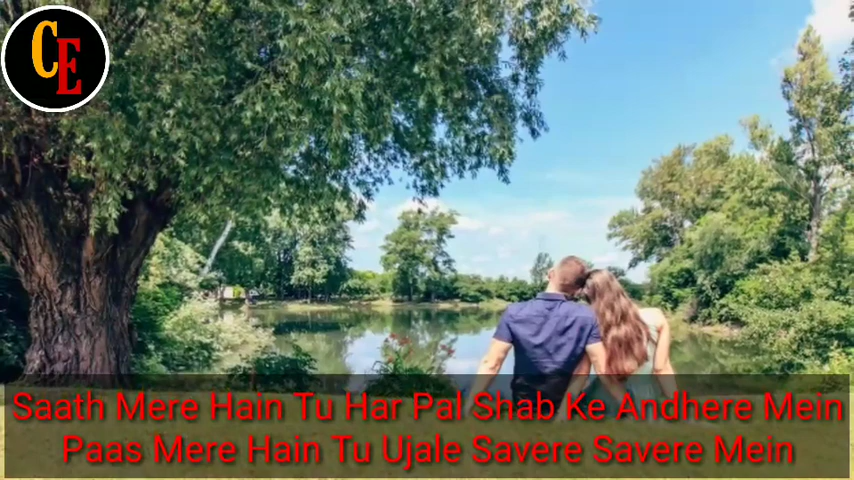 CE
Saath Mere Hain Tu Har Pal Shab Ke Andhere Mein
Paas Mere Hain Tu Ujale Savere Savere Mein